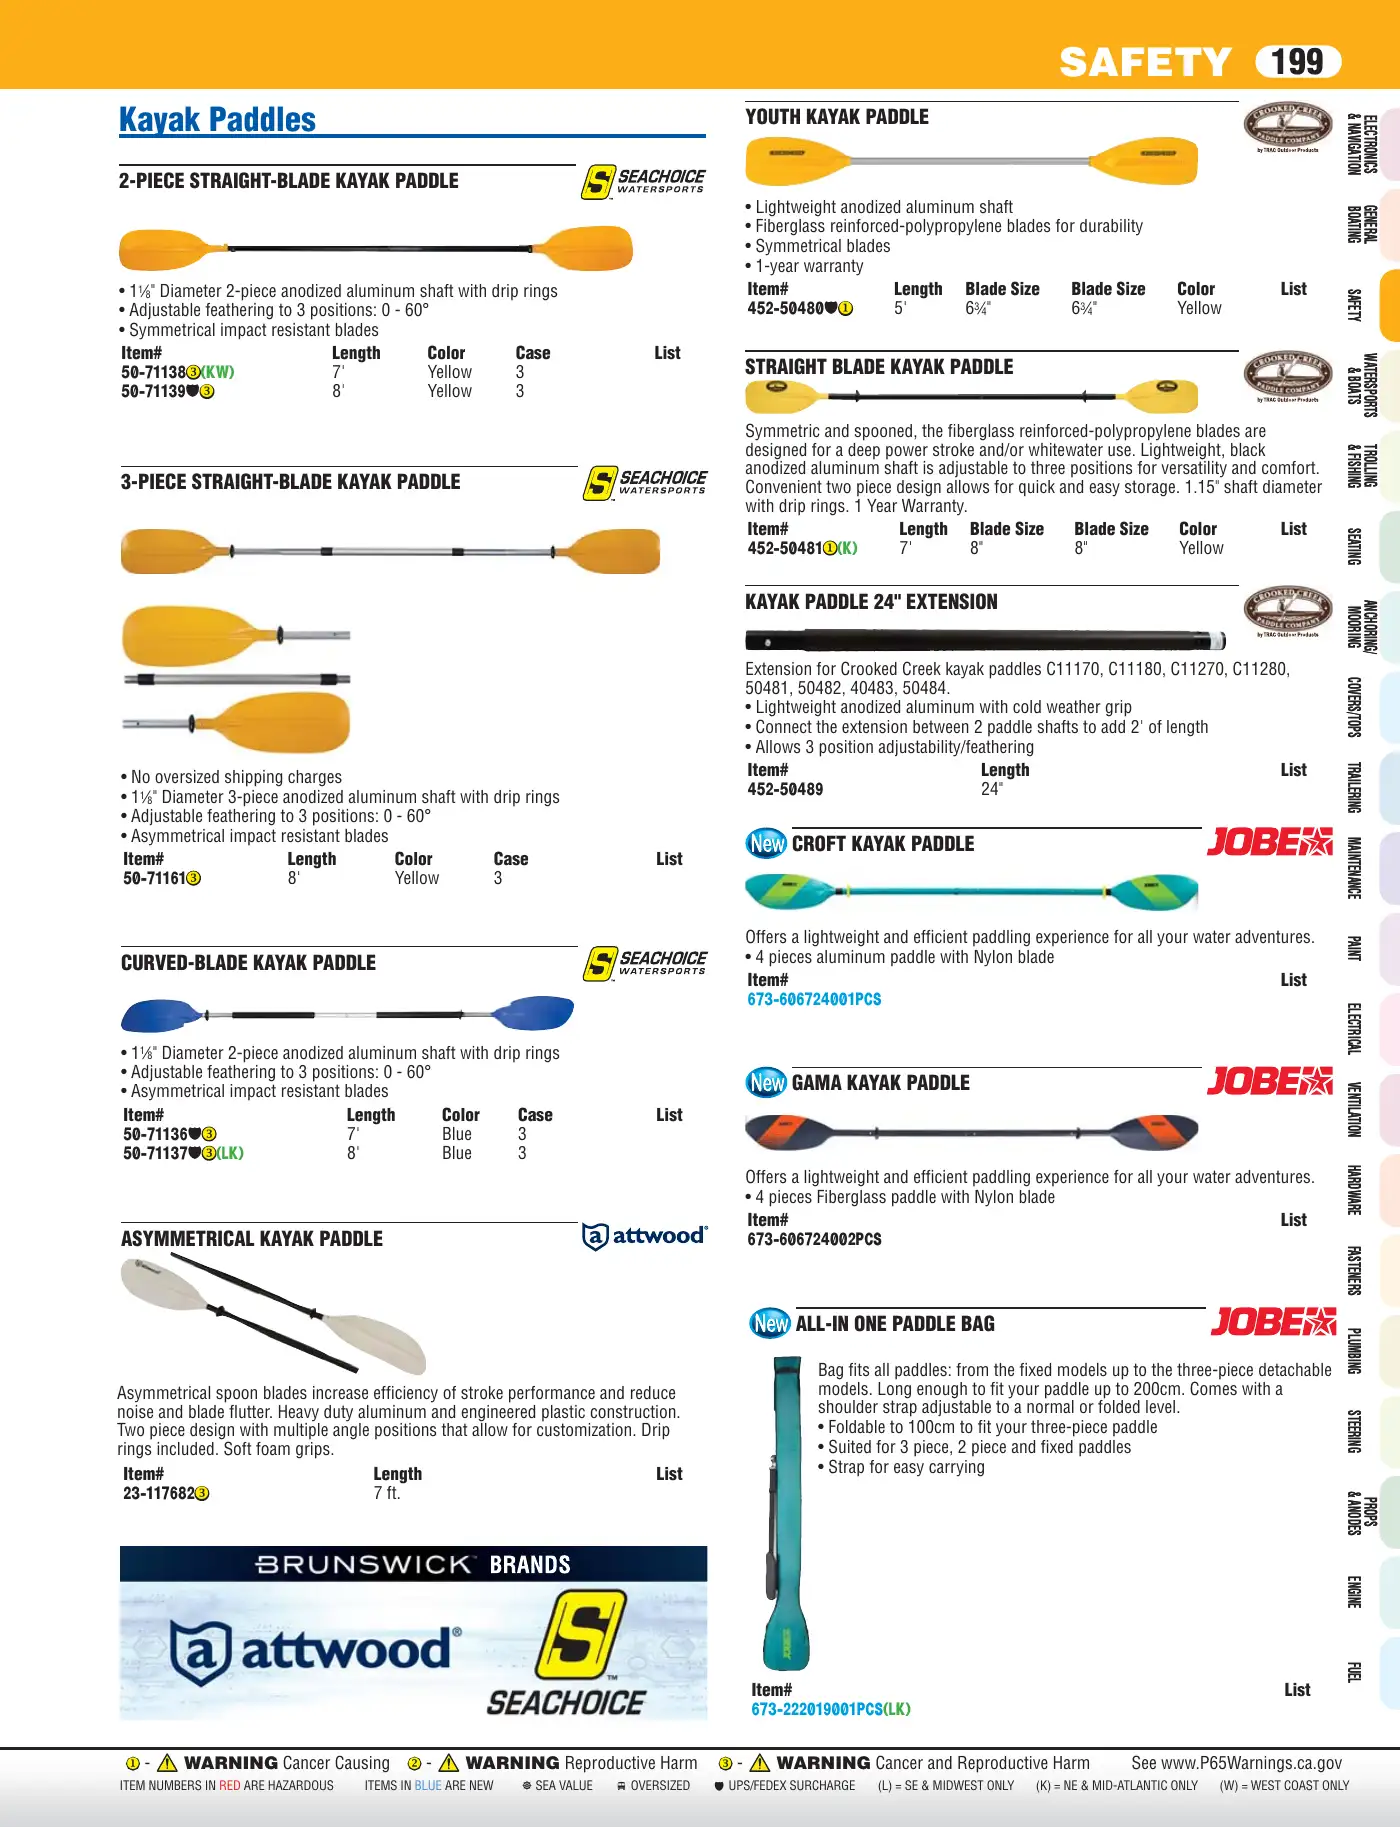 SAFETY 199
Kayak Paddles
2-PIECE STRAIGHT-BLADE KAYAK PADDLE
SEACHOICE
WATERSPORTS
• 1⅛" Diameter 2-piece anodized aluminum shaft with drip rings
• Adjustable feathering to 3 positions: 0 - 60°
• Symmetrical impact resistant blades
Item# Length Color Case List
50-71138③(KW) 7' Yellow 3
50-71139③ 8' Yellow 3
3-PIECE STRAIGHT-BLADE KAYAK PADDLE
SEACHOICE
WATERSPORTS
• No oversized shipping charges
• 1⅛" Diameter 3-piece anodized aluminum shaft with drip rings
• Adjustable feathering to 3 positions: 0 - 60°
• Asymmetrical impact resistant blades
Item# Length Color Case List
50-71161③ 8' Yellow 3
CURVED-BLADE KAYAK PADDLE
SEACHOICE
WATERSPORTS
• 1⅛" Diameter 2-piece anodized aluminum shaft with drip rings
• Adjustable feathering to 3 positions: 0 - 60°
• Asymmetrical impact resistant blades
Item# Length Color Case List
50-71136③ 7' Blue 3
50-71137③(LK) 8' Blue 3
ASYMMETRICAL KAYAK PADDLE
attwood®
Asymmetrical spoon blades increase efficiency of stroke performance and reduce
noise and blade flutter. Heavy duty aluminum and engineered plastic construction.
Two piece design with multiple angle positions that allow for customization. Drip
rings included. Soft foam grips.
Item# Length List
23-117682③ 7 ft.
BRUNSWICK™ BRANDS
attwood®
SEACHOICE™
YOUTH KAYAK PADDLE
CROOKED CREEK
PADDLE COMPANY
by TRAC Outdoor Products
• Lightweight anodized aluminum shaft
• Fiberglass reinforced-polypropylene blades for durability
• Symmetrical blades
• 1-year warranty
Item# Length Blade Size Blade Size Color List
452-50480① 5' 6¾" 6¾" Yellow
STRAIGHT BLADE KAYAK PADDLE
CROOKED CREEK
PADDLE COMPANY
by TRAC Outdoor Products
Symmetric and spooned, the fiberglass reinforced-polypropylene blades are
designed for a deep power stroke and/or whitewater use. Lightweight, black
anodized aluminum shaft is adjustable to three positions for versatility and comfort.
Convenient two piece design allows for quick and easy storage. 1.15" shaft diameter
with drip rings. 1 Year Warranty.
Item# Length Blade Size Blade Size Color List
452-50481①(K) 7' 8" 8" Yellow
KAYAK PADDLE 24" EXTENSION
CROOKED CREEK
PADDLE COMPANY
by TRAC Outdoor Products
Extension for Crooked Creek kayak paddles C11170, C11180, C11270, C11280,
50481, 50482, 40483, 50484.
• Lightweight anodized aluminum with cold weather grip
• Connect the extension between 2 paddle shafts to add 2' of length
• Allows 3 position adjustability/feathering
Item# Length List
452-50489 24"
New CROFT KAYAK PADDLE
JOBE
Offers a lightweight and efficient paddling experience for all your water adventures.
• 4 pieces aluminum paddle with Nylon blade
Item# List
673-606724001PCS
New GAMA KAYAK PADDLE
JOBE
Offers a lightweight and efficient paddling experience for all your water adventures.
• 4 pieces Fiberglass paddle with Nylon blade
Item# List
673-606724002PCS
New ALL-IN ONE PADDLE BAG
JOBE
Bag fits all paddles: from the fixed models up to the three-piece detachable
models. Long enough to fit your paddle up to 200cm. Comes with a
shoulder strap adjustable to a normal or folded level.
• Foldable to 100cm to fit your three-piece paddle
• Suited for 3 piece, 2 piece and fixed paddles
• Strap for easy carrying
Item# List
673-222019001PCS(LK)
ELECTRONICS
& NAVIGATION
GENERAL
BOATING
SAFETY
WATERSPORTS
& BOATS
TROLLING
& FISHING
SEATING
ANCHORING/
MOORING
COVERS/TOPS
TRAILERING
MAINTENANCE
PAINT
ELECTRICAL
VENTILATION
HARDWARE
FASTENERS
PLUMBING
STEERING
PROPS
& ANODES
ENGINE
FUEL
① - ⚠ WARNING Cancer Causing ② - ⚠ WARNING Reproductive Harm ③ - ⚠ WARNING Cancer and Reproductive Harm See www.P65Warnings.ca.gov
ITEM NUMBERS IN RED ARE HAZARDOUS ITEMS IN BLUE ARE NEW SEA VALUE OVERSIZED UPS/FEDEX SURCHARGE (L) = SE & MIDWEST ONLY (K) = NE & MID-ATLANTIC ONLY (W) = WEST COAST ONLY